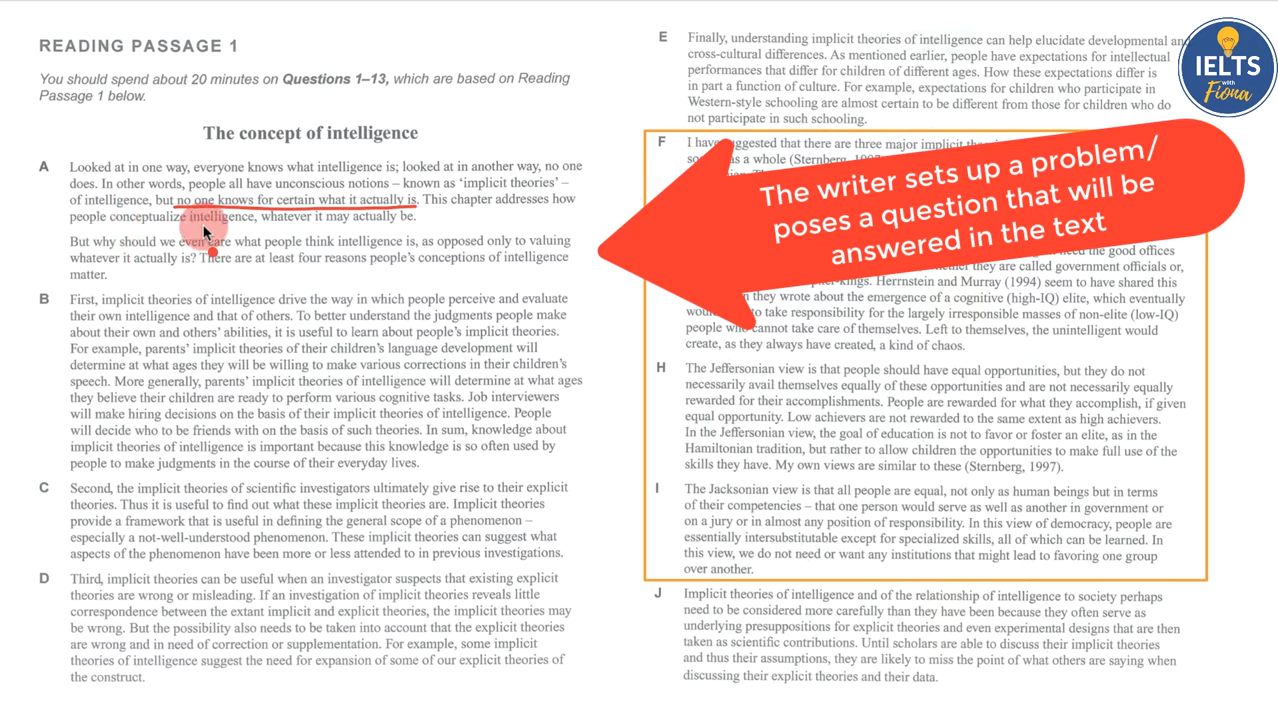 READING PASSAGE 1
You should spend about 20 minutes on Questions 1–13, which are based on Reading
Passage 1 below.
The concept of intelligence
A Looked at in one way, everyone knows what intelligence is; looked at in another way, no one
does. In other words, people all have unconscious notions – known as ‘implicit theories’ –
of intelligence, but no one knows for certain what it actually is. This chapter addresses how
people conceptualize intelligence, whatever it may actually be.
But why should we even care what people think intelligence is, as opposed only to valuing
whatever it actually is? There are at least four reasons people’s conceptions of intelligence
matter.
B First, implicit theories of intelligence drive the way in which people perceive and evaluate
their own intelligence and that of others. To better understand the judgments people make
about their own and others’ abilities, it is useful to learn about people’s implicit theories.
For example, parents’ implicit theories of their children’s language development will
determine at what ages they will be willing to make various corrections in their children’s
speech. More generally, parents’ implicit theories of intelligence will determine at what ages
they believe their children are ready to perform various cognitive tasks. Job interviewers
will make hiring decisions on the basis of their implicit theories of intelligence. People
will decide who to be friends with on the basis of such theories. In sum, knowledge about
implicit theories of intelligence is important because this knowledge is so often used by
people to make judgments in the course of their everyday lives.
C Second, the implicit theories of scientific investigators ultimately give rise to their explicit
theories. Thus it is useful to find out what these implicit theories are. Implicit theories
provide a framework that is useful in defining the general scope of a phenomenon –
especially a not-well-understood phenomenon. These implicit theories can suggest what
aspects of the phenomenon have been more or less attended to in previous investigations.
D Third, implicit theories can be useful when an investigator suspects that existing explicit
theories are wrong or misleading. If an investigation of implicit theories reveals little
correspondence between the extant implicit and explicit theories, the implicit theories may
be wrong. But the possibility also needs to be taken into account that the explicit theories
are wrong and in need of correction or supplementation. For example, some implicit
theories of intelligence suggest the need for expansion of some of our explicit theories of
the construct.
E Finally, understanding implicit theories of intelligence can help elucidate developmental and
cross-cultural differences. As mentioned earlier, people have expectations for intellectual
performances that differ for children of different ages. How these expectations differ is
in part a function of culture. For example, expectations for children who participate in
Western-style schooling are almost certain to be different from those for children who do
not participate in such schooling.
F I have suggested that there are three major implicit
as a whole (Sternberg
The writer sets up a problem/
poses a question that will be
answered in the text
the good offices
they are called government officials or,
Herrnstein and Murray (1994) seem to have shared this
they wrote about the emergence of a cognitive (high-IQ) elite, which eventually
to take responsibility for the largely irresponsible masses of non-elite (low-IQ)
people who cannot take care of themselves. Left to themselves, the unintelligent would
create, as they always have created, a kind of chaos.
H The Jeffersonian view is that people should have equal opportunities, but they do not
necessarily avail themselves equally of these opportunities and are not necessarily equally
rewarded for their accomplishments. People are rewarded for what they accomplish, if given
equal opportunity. Low achievers are not rewarded to the same extent as high achievers.
In the Jeffersonian view, the goal of education is not to favor or foster an elite, as in the
Hamiltonian tradition, but rather to allow children the opportunities to make full use of the
skills they have. My own views are similar to these (Sternberg, 1997).
I The Jacksonian view is that all people are equal, not only as human beings but in terms
of their competencies – that one person would serve as well as another in government or
on a jury or in almost any position of responsibility. In this view of democracy, people are
essentially intersubstitutable except for specialized skills, all of which can be learned. In
this view, we do not need or want any institutions that might lead to favoring one group
over another.
J Implicit theories of intelligence and of the relationship of intelligence to society perhaps
need to be considered more carefully than they have been because they often serve as
underlying presuppositions for explicit theories and even experimental designs that are then
taken as scientific contributions. Until scholars are able to discuss their implicit theories
and thus their assumptions, they are likely to miss the point of what others are saying when
discussing their explicit theories and their data.
IELTS
with
Fiona